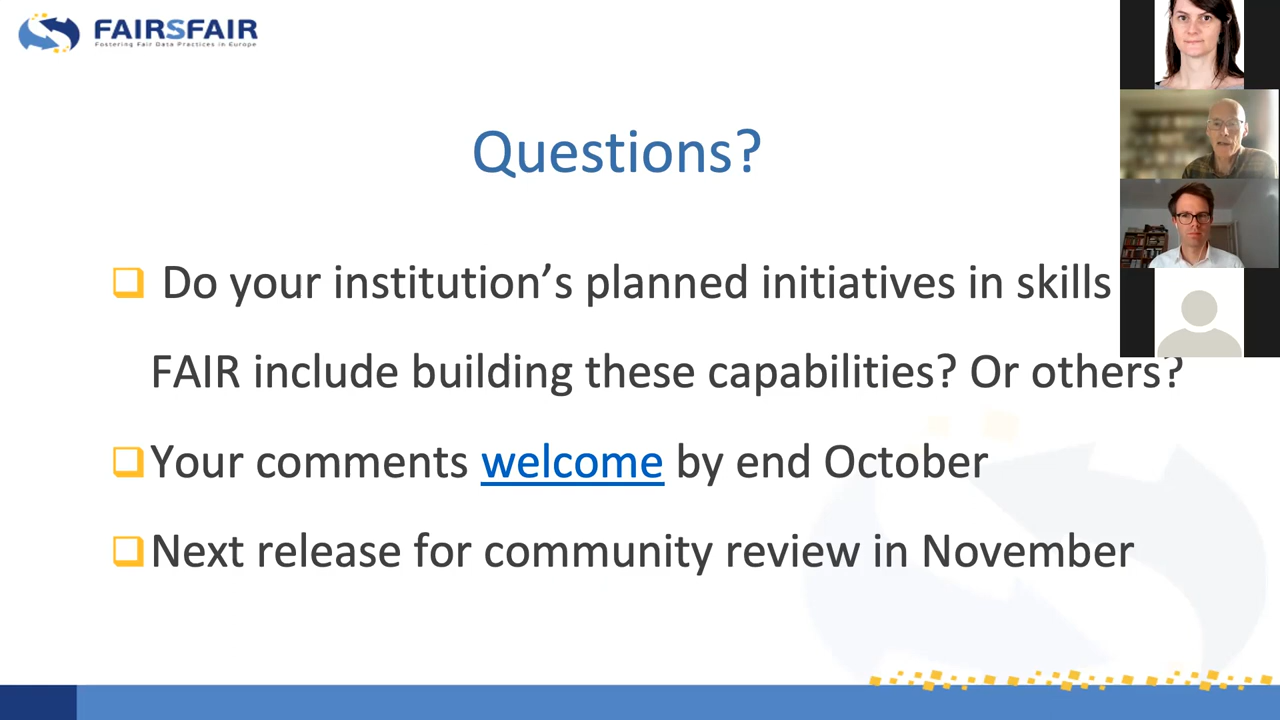 FAIRSFAIR
Fostering Fair Data Practices in Europe
Questions?
Do your institution's planned initiatives in skills
FAIR include building these capabilities? Or others?
Your comments welcome by end October
Next release for community review in November